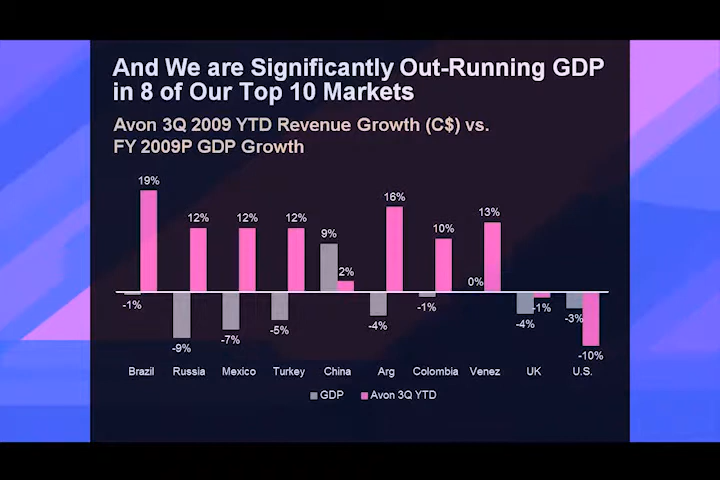 And We are Significantly Out-Running GDP
in 8 of Our Top 10 Markets
Avon 3Q 2009 YTD Revenue Growth (C$) vs.
FY 2009P GDP Growth
19%
16%
13%
12%
12%
12%
10%
9%
2%
0%
-1%
-1%
-1%
-4%
-4%
-3%
-5%
-7%
-9%
-10%
Brazil
Russia
Mexico
Turkey
China
Arg
Colombia
Venez
UK
U.S.
GDP
Avon 3Q YTD